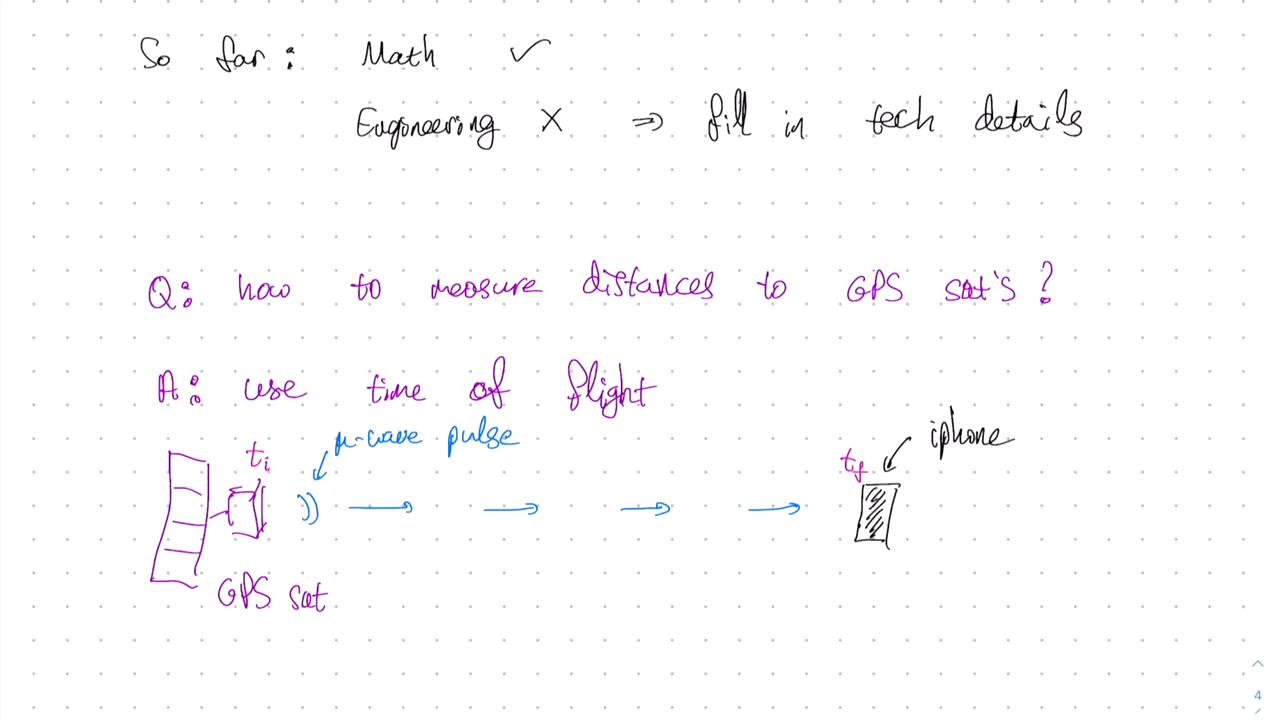 So far: Math ✓
Engineering X ⇒ fill in tech details
Q: how to measure distances to GPS sat's?
A: use time of flight
μ-wave pulse
iphone
ti
tf
GPS sat
4